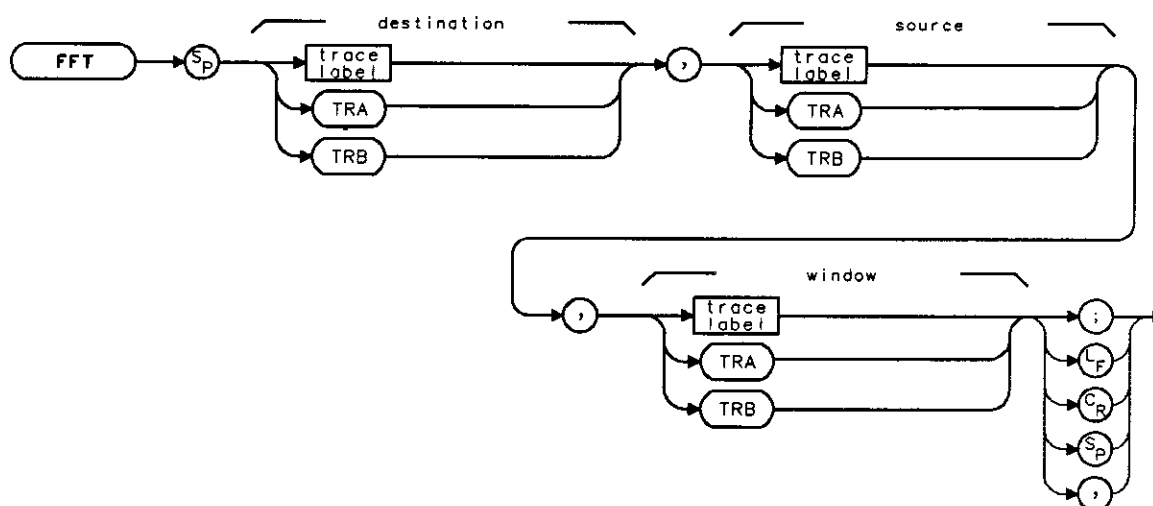 destination
source
FFT
SP
trace
label
,
trace
label
TRA
TRA
TRB
TRB
window
,
trace
label
;
TRA
LF
TRB
CR
SP
,